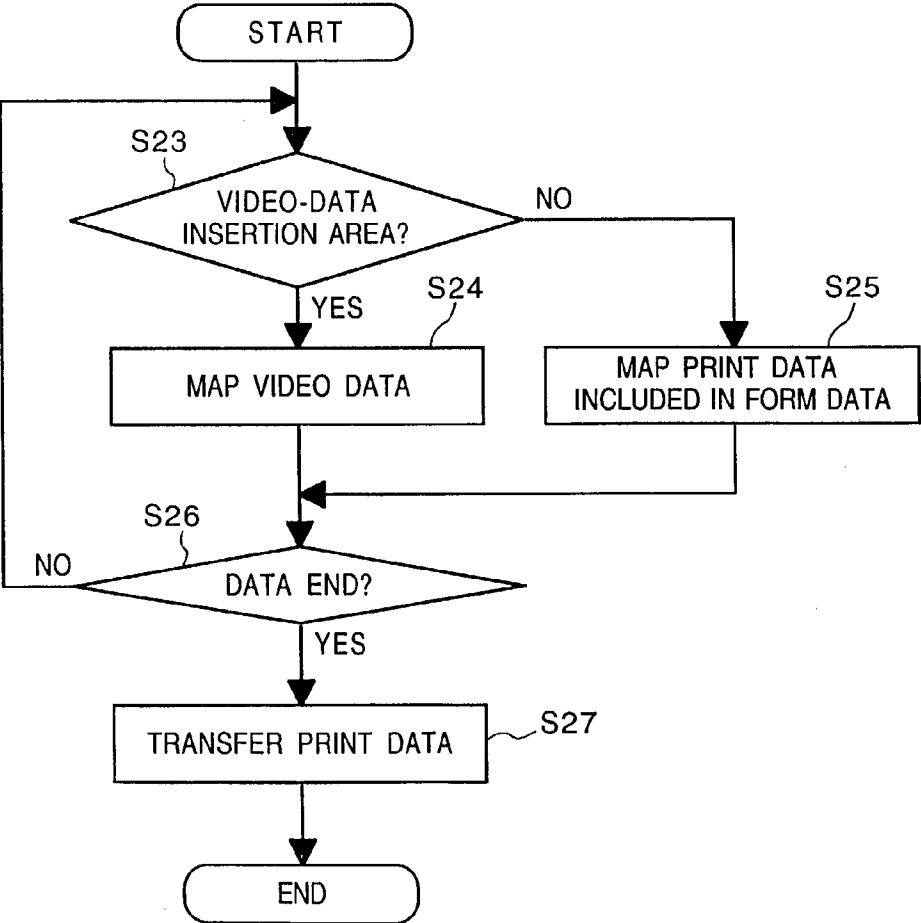 START
S23
VIDEO-DATA
INSERTION AREA?
NO
YES
S24
S25
MAP VIDEO DATA
MAP PRINT DATA
INCLUDED IN FORM DATA
S26
NO
DATA END?
YES
TRANSFER PRINT DATA
S27
END